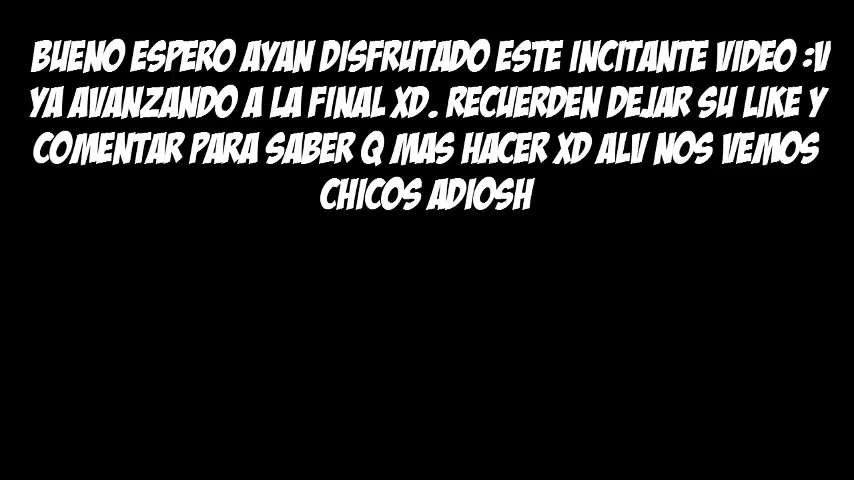 BUENO ESPERO AYAN DISFRUTADO ESTE INCITANTE VIDEO :V
YA AVANZANDO A LA FINAL XD. RECUERDEN DEJAR SU LIKE Y
COMENTAR PARA SABER Q MAS HACER XD ALV NOS VEMOS
CHICOS ADIOSH